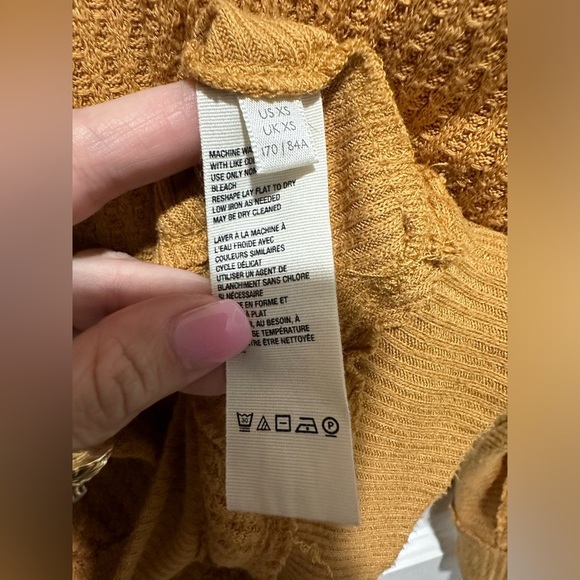 US XS
UK XS
170 / 84A
MACHINE
WITH LIKE
USE ONLY
BLEACH
RESHAPE LAY FLAT TO DRY
LOW IRON AS NEEDED
MAY BE DRY CLEANED
LAVER À LA MACHINE À
L'EAU FROIDE AVEC
COULEURS SIMILAIRES
CYCLE DÉLICAT
UTILISER UN AGENT DE
BLANCHIMENT SANS CHLORE
SI NÉCESSAIRE
EN FORME ET
À PLAT
AU BESOIN, À
SE TEMPÉRATURE
ÊTRE NETTOYÉE